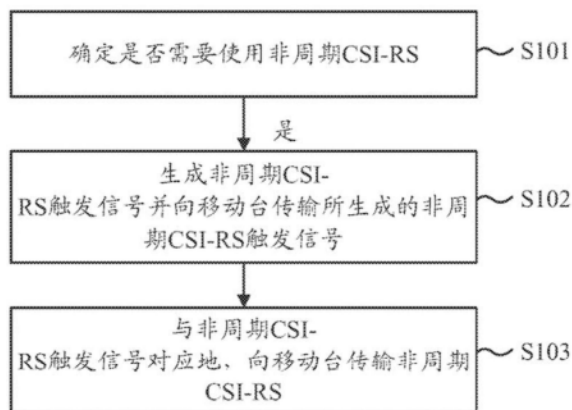 确定是否需要使用非周期CSI-RS
S101
是
生成非周期CSI-
RS触发信号并向移动台传输所生成的非周
期CSI-RS触发信号
S102
与非周期CSI-
RS触发信号对应地，向移动台传输非周期
CSI-RS
S103